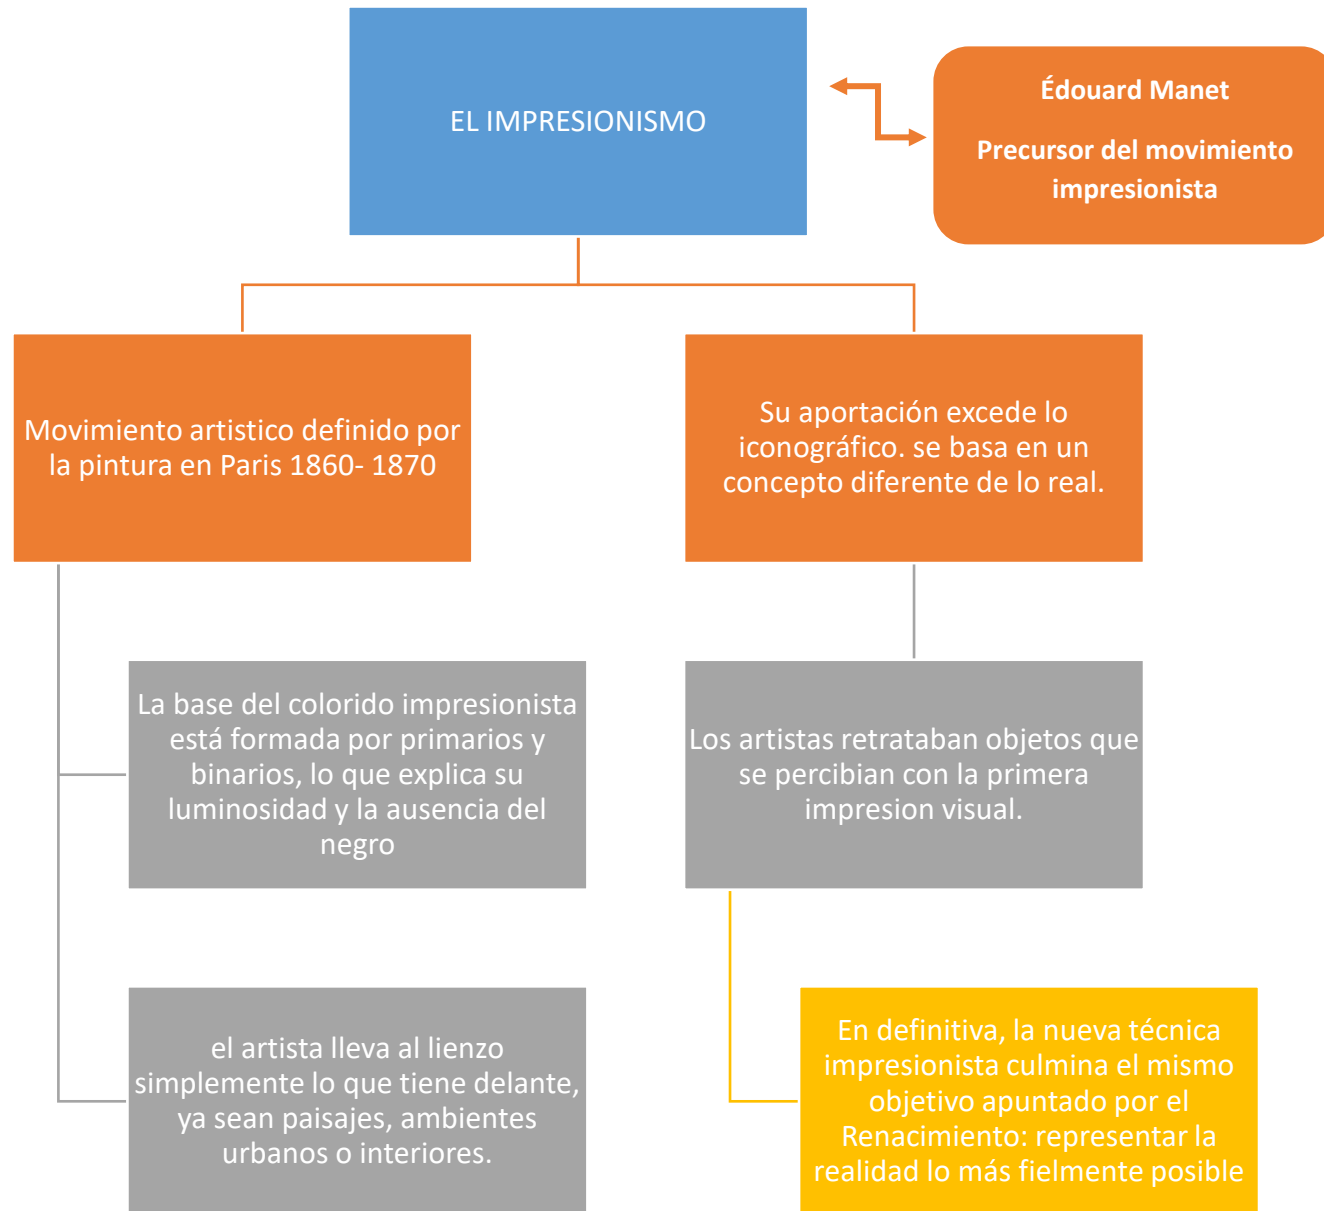 EL IMPRESIONISMO
Édouard Manet
Precursor del movimiento
impresionista
Movimiento artistico definido por
la pintura en Paris 1860- 1870
Su aportación excede lo
iconográfico. se basa en un
concepto diferente de lo real.
La base del colorido impresionista
está formada por primarios y
binarios, lo que explica su
luminosidad y la ausencia del
negro
Los artistas retrataban objetos que
se percibian con la primera
impresion visual.
el artista lleva al lienzo
simplemente lo que tiene delante,
ya sean paisajes, ambientes
urbanos o interiores.
En definitiva, la nueva técnica
impresionista culmina el mismo
objetivo apuntado por el
Renacimiento: representar la
realidad lo más fielmente posible